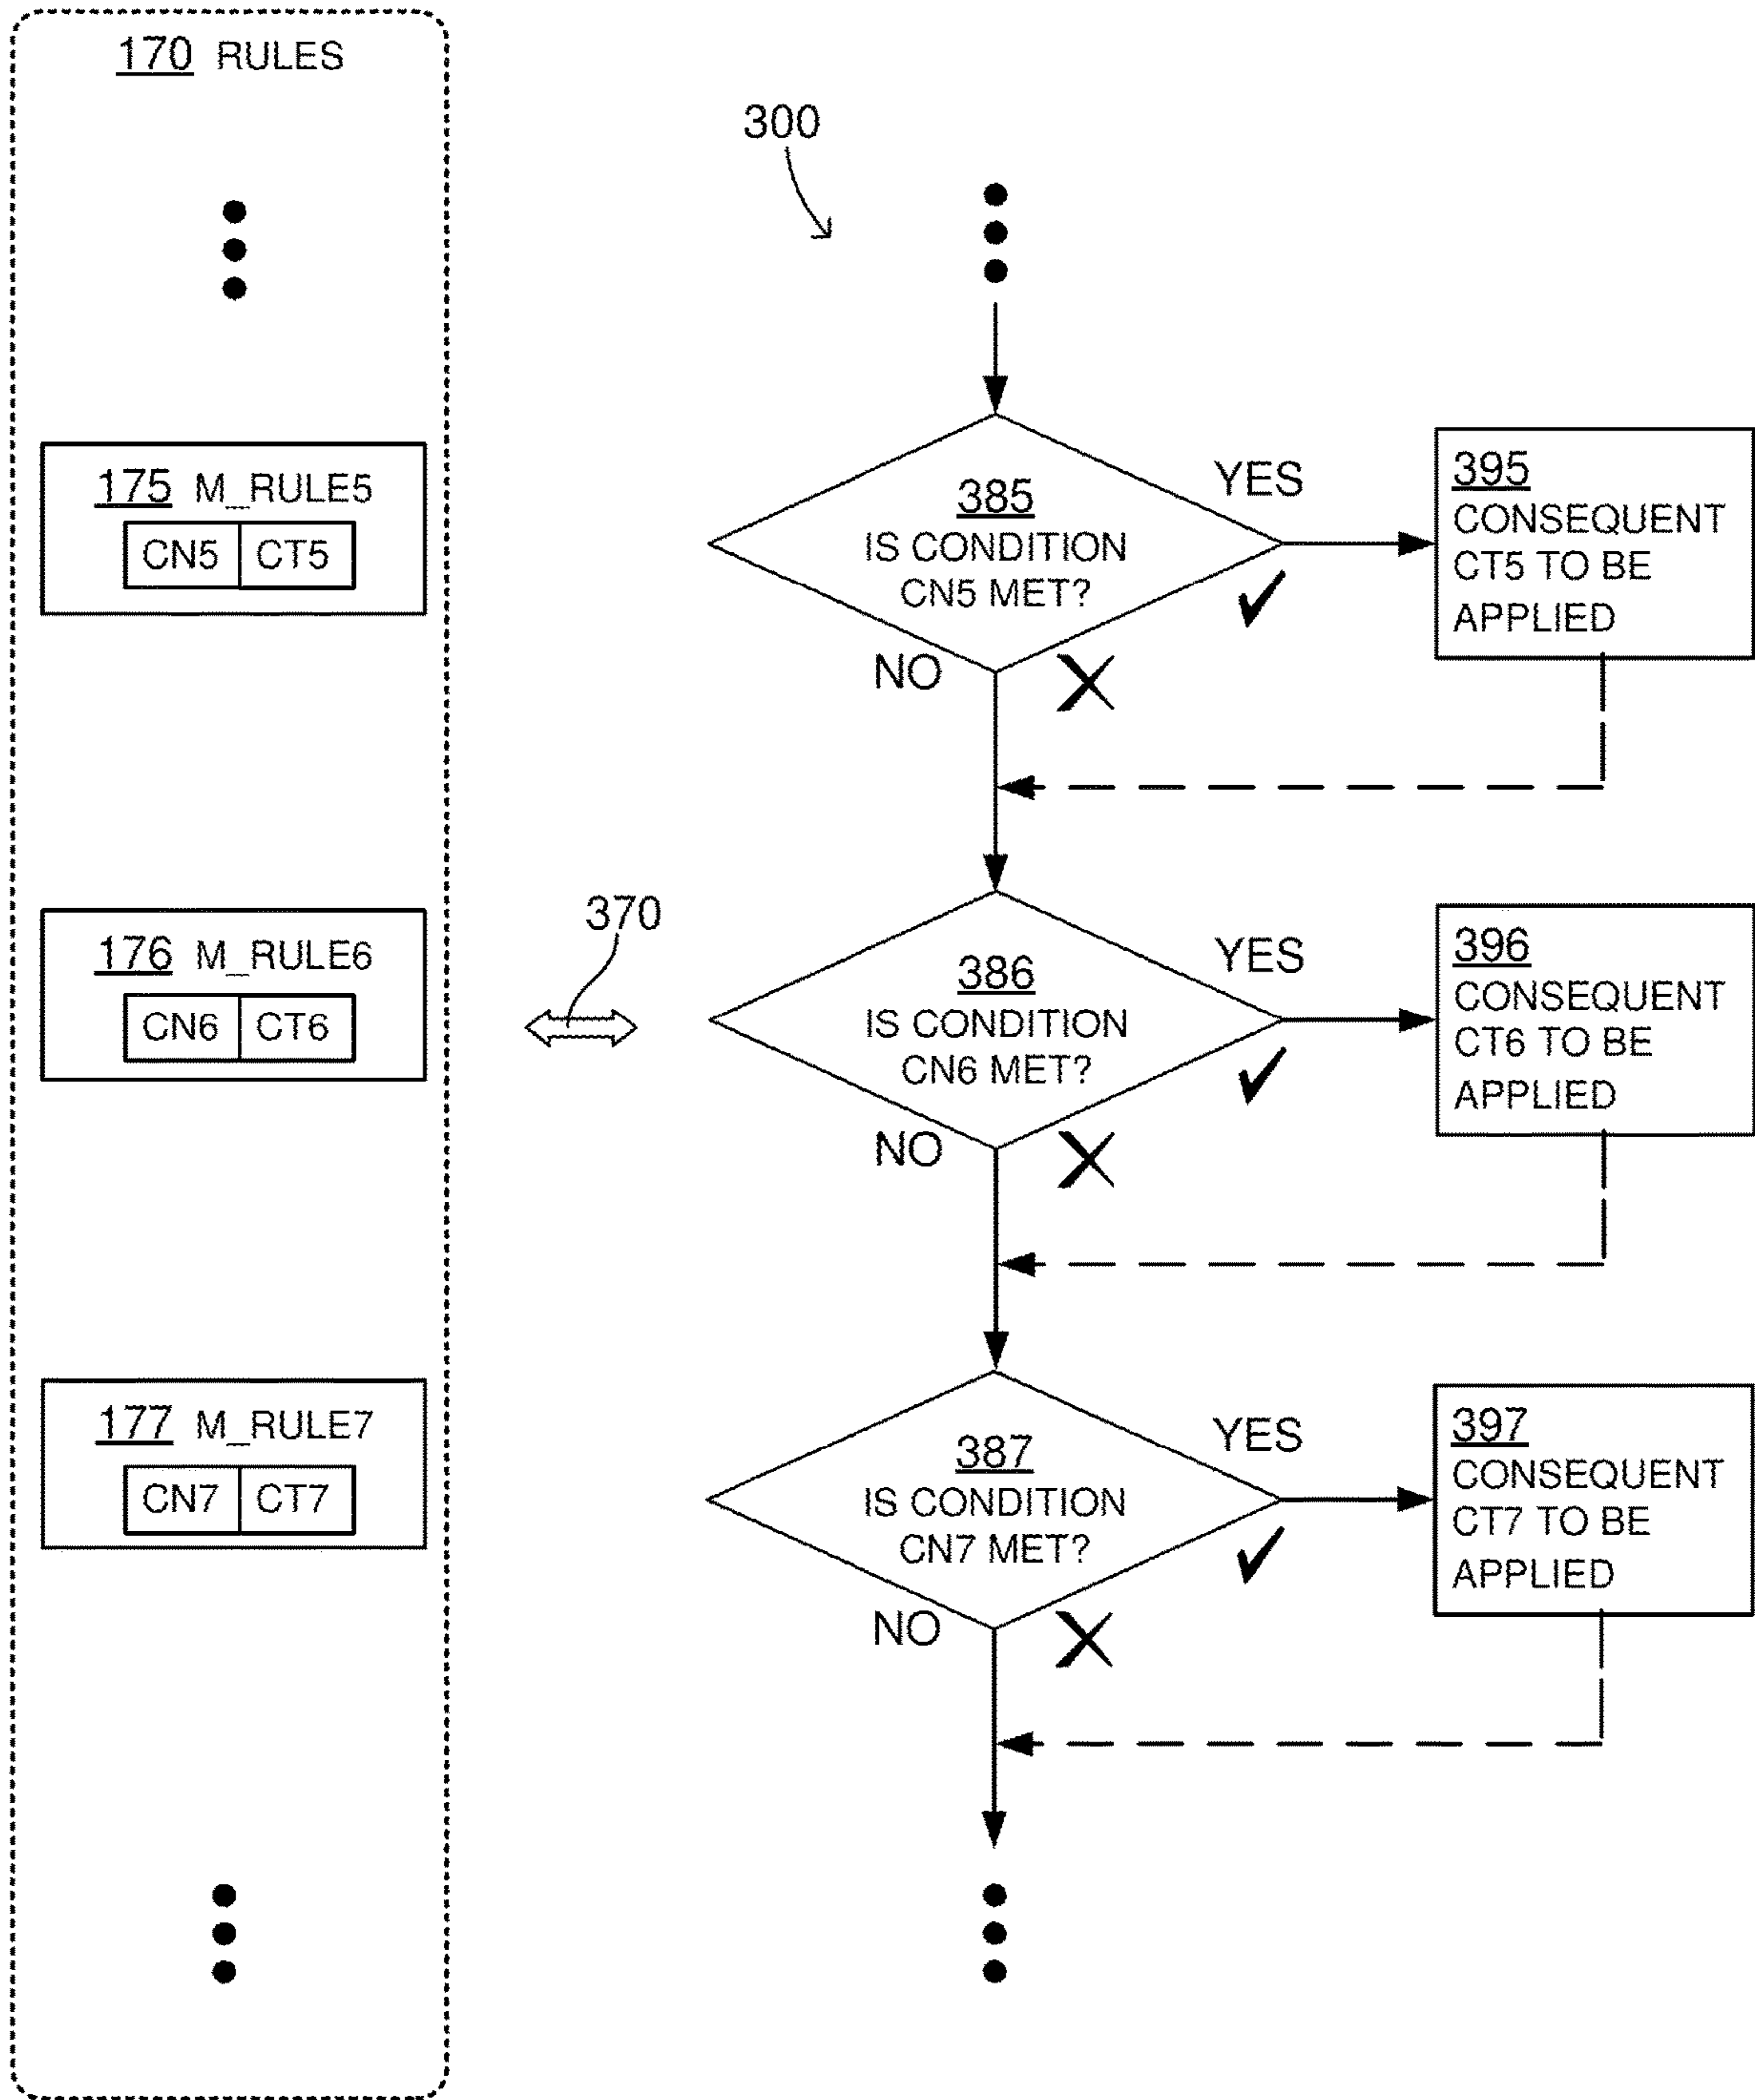 170 RULES
175 M_RULE5
CN5 CT5
176 M_RULE6
CN6 CT6
177 M_RULE7
CN7 CT7
300
370
385
IS CONDITION
CN5 MET?
YES
NO
395
CONSEQUENT
CT5 TO BE
APPLIED
386
IS CONDITION
CN6 MET?
YES
NO
396
CONSEQUENT
CT6 TO BE
APPLIED
387
IS CONDITION
CN7 MET?
YES
NO
397
CONSEQUENT
CT7 TO BE
APPLIED